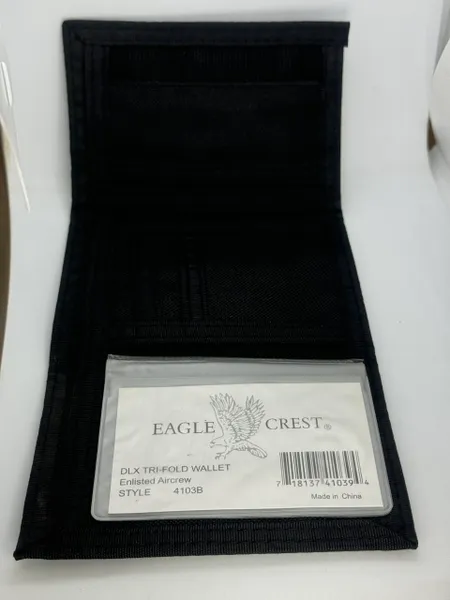 EAGLE CREST®
DLX TRI-FOLD WALLET
Enlisted Aircrew
STYLE 4103B
7 18137 41039 4
Made in China